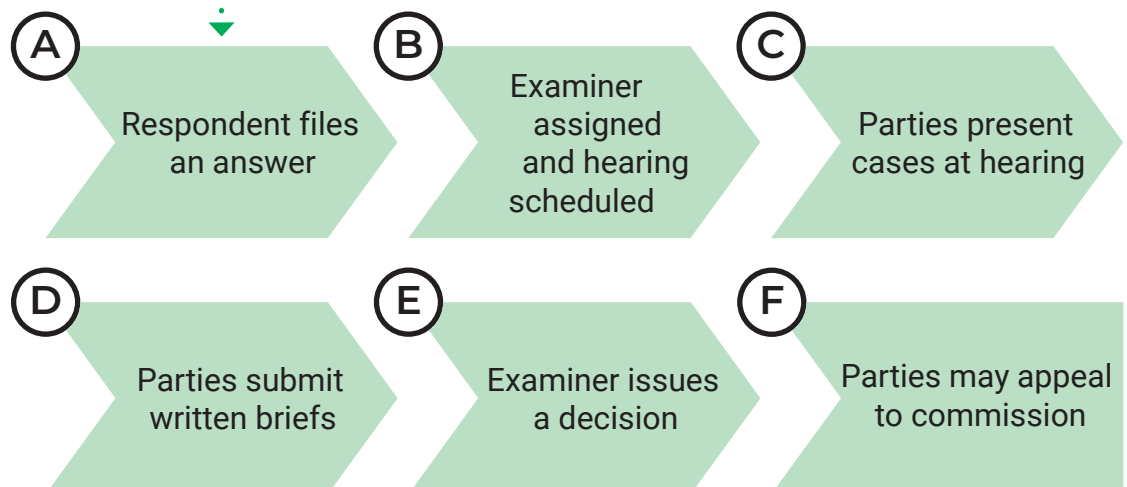 A
Respondent files
an answer
B
Examiner
assigned
and hearing
scheduled
C
Parties present
cases at hearing
D
Parties submit
written briefs
E
Examiner issues
a decision
F
Parties may appeal
to commission